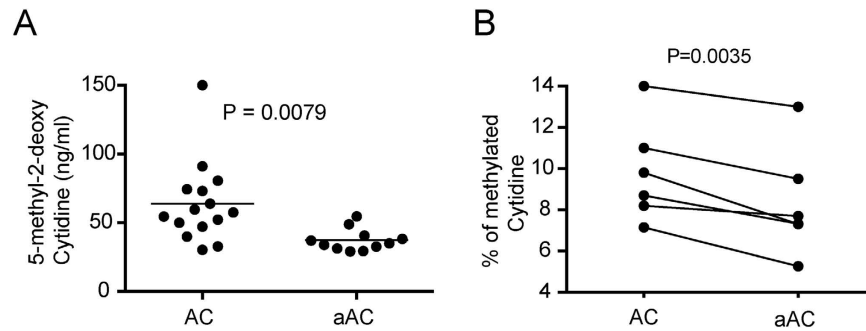 A
5-methyl-2-deoxy
Cytidine (ng/ml)
150
100
50
0
P = 0.0079
AC
aAC
B
P=0.0035
% of methylated
Cytidine
14
12
10
8
6
4
AC
aAC